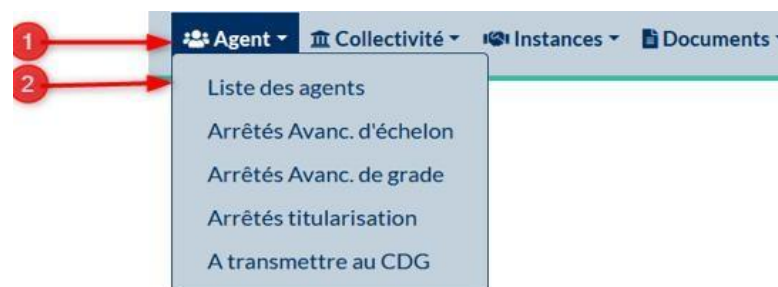 1 Agent Collectivité Instances Documents
2
Liste des agents
Arrêtés Avanc. d'échelon
Arrêtés Avanc. de grade
Arrêtés titularisation
A transmettre au CDG